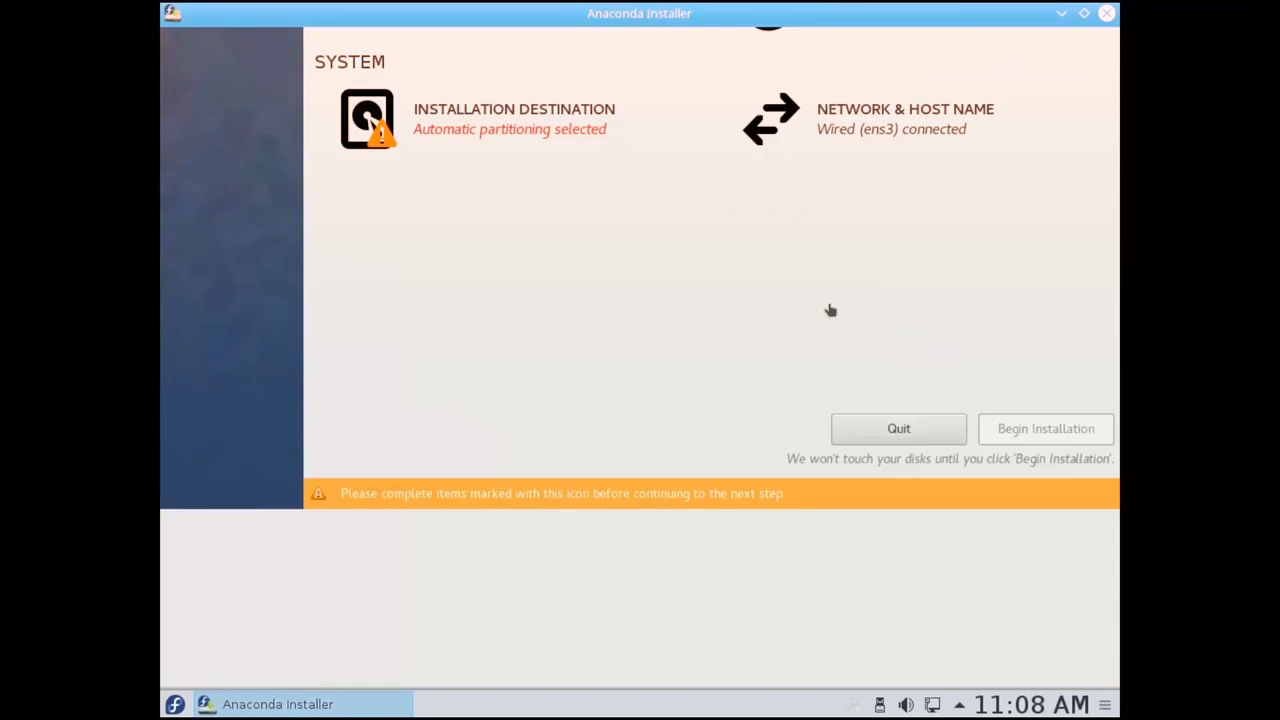 Anaconda Installer
SYSTEM
INSTALLATION DESTINATION
Automatic partitioning selected
NETWORK & HOST NAME
Wired (ens3) connected
Quit
Begin Installation
We won't touch your disks until you click 'Begin Installation'.
Please complete items marked with this icon before continuing to the next step
Anaconda Installer
11:08 AM